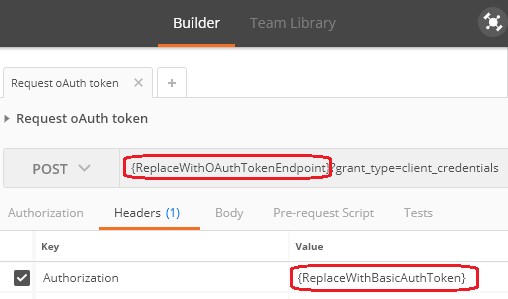 Builder Team Library
Request oAuth token × +
Request oAuth token
POST {ReplaceWithOAuthTokenEndpoint}?grant_type=client_credentials
Authorization Headers (1) Body Pre-request Script Tests
Key Value
Authorization {ReplaceWithBasicAuthToken}